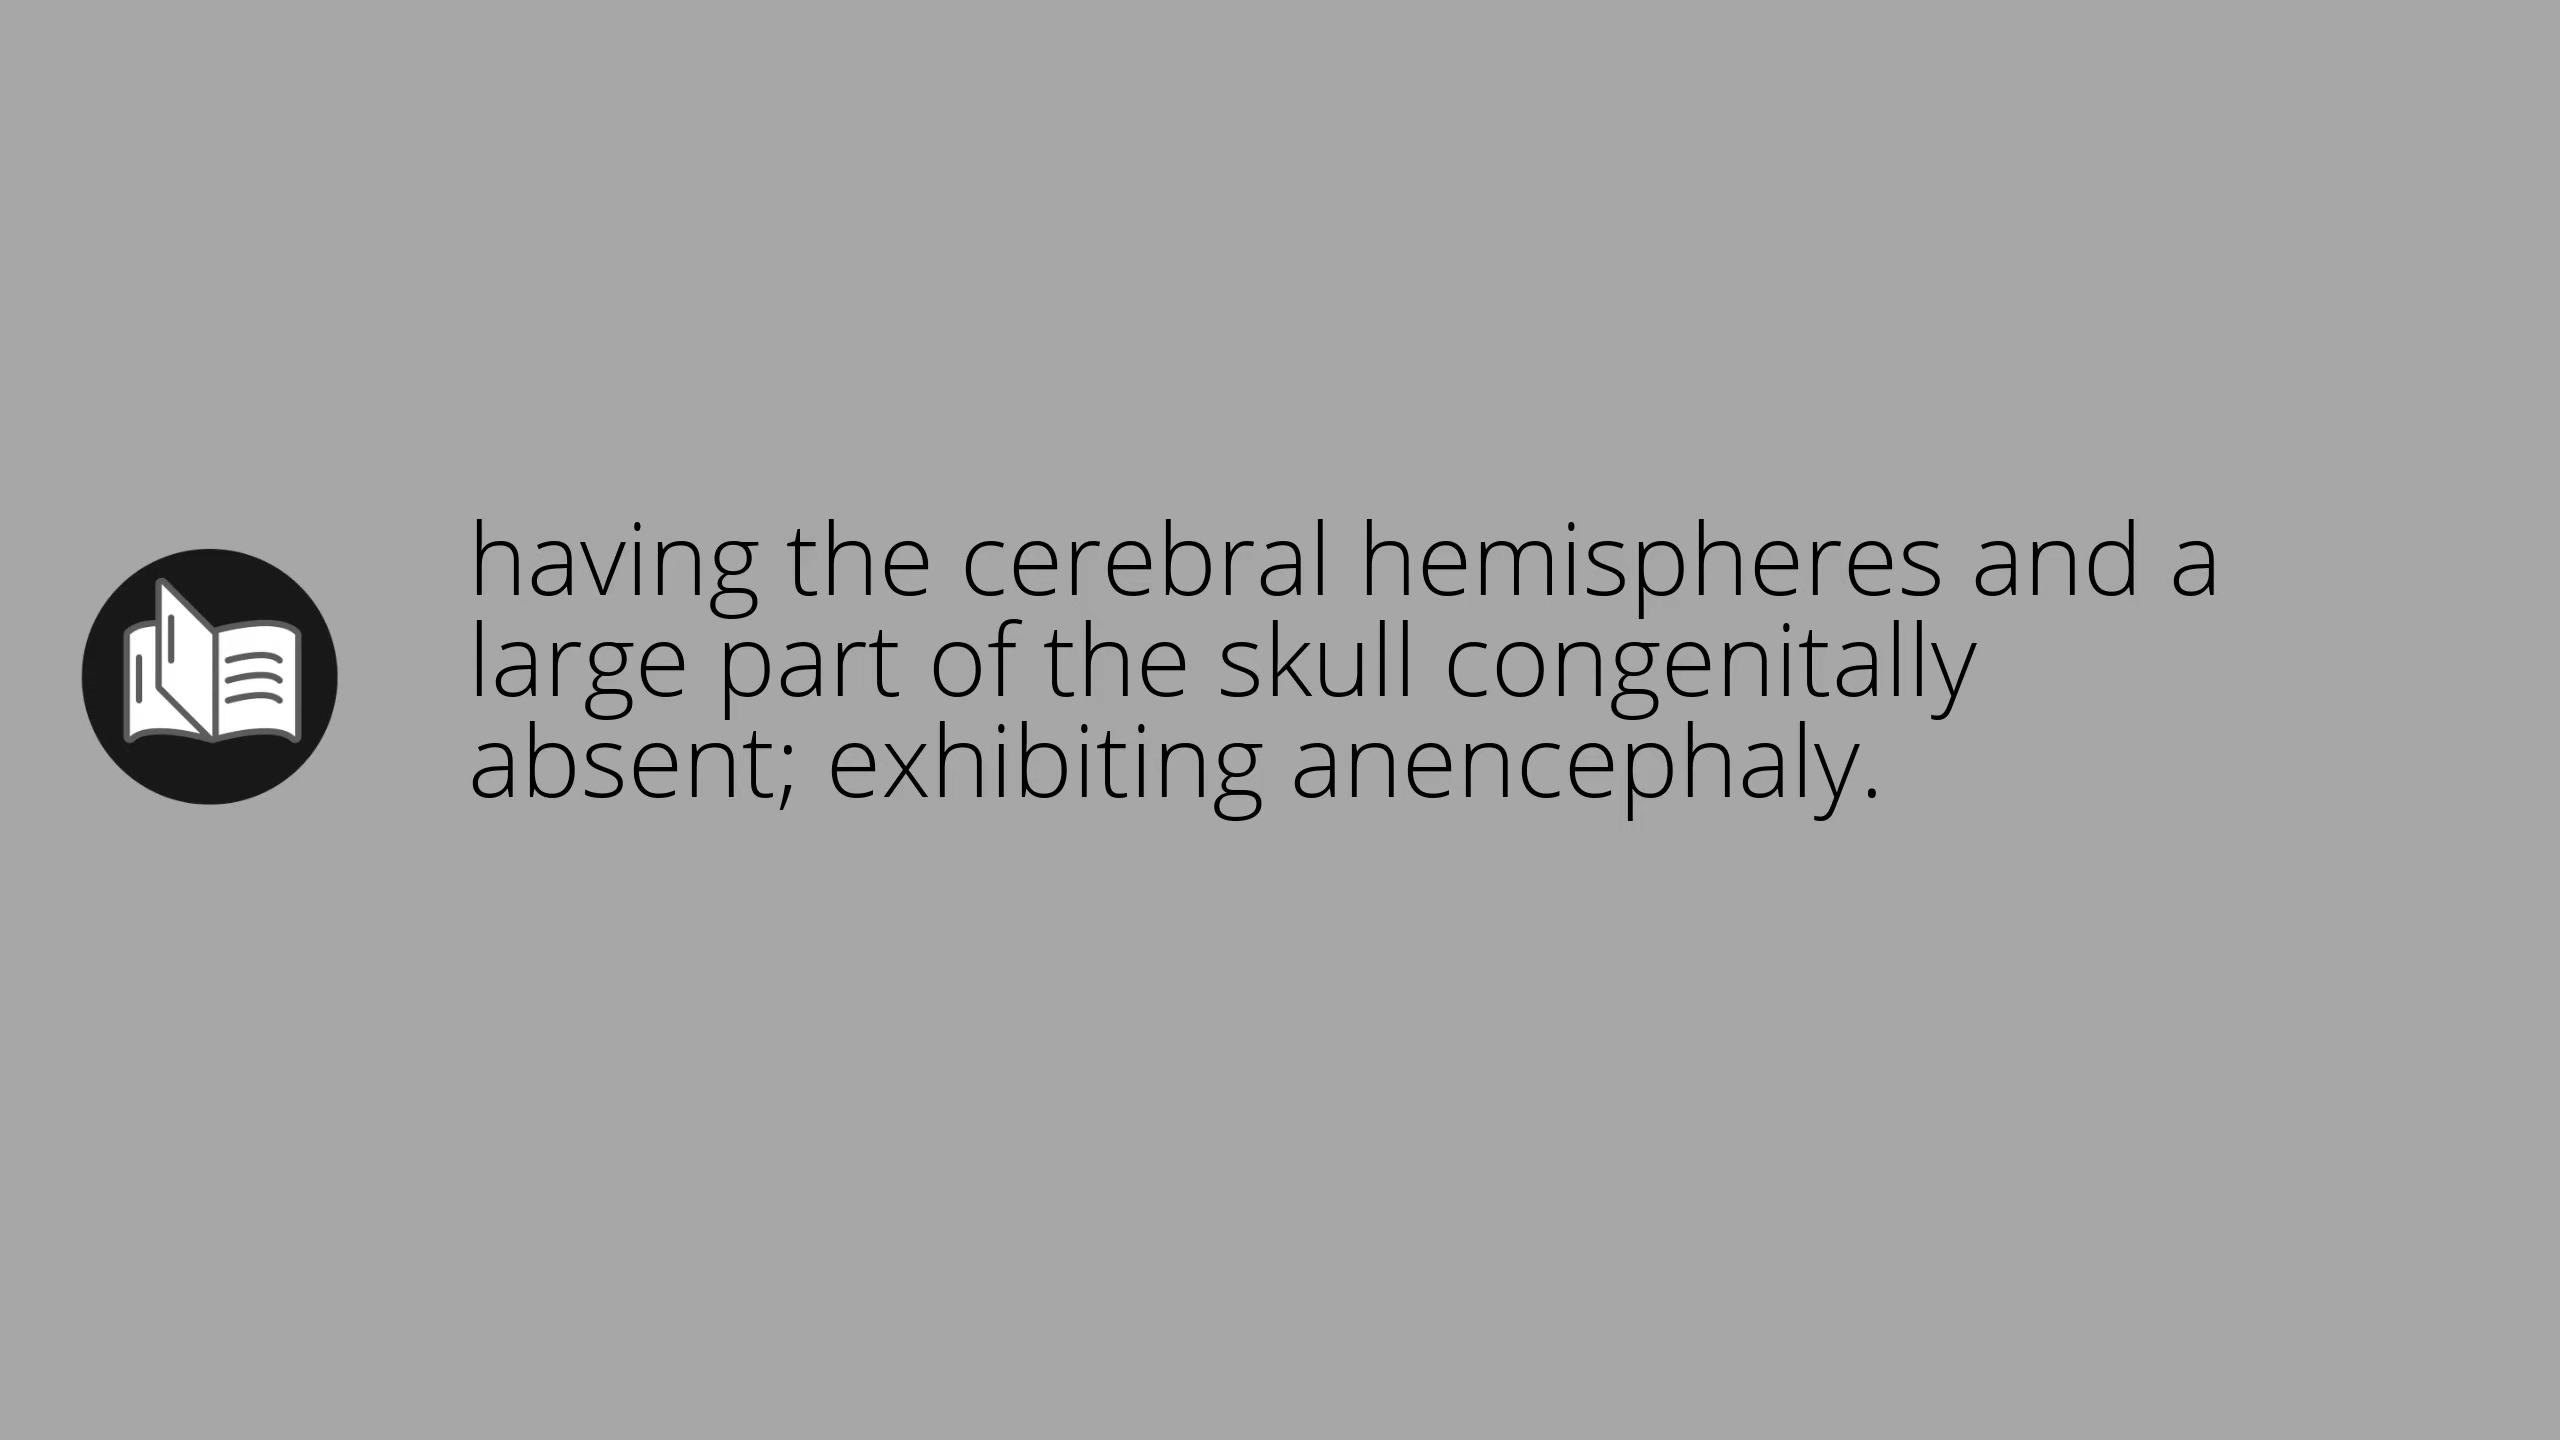 having the cerebral hemispheres and a
large part of the skull congenitally
absent; exhibiting anencephaly.